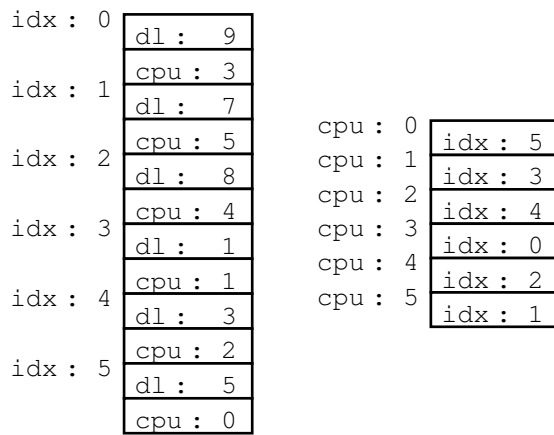 idx: 0
dl: 9
cpu: 3
idx: 1
dl: 7
cpu: 5
idx: 2
dl: 8
cpu: 4
idx: 3
dl: 1
cpu: 1
idx: 4
dl: 3
cpu: 2
idx: 5
dl: 5
cpu: 0
cpu: 0
idx: 5
cpu: 1
idx: 3
cpu: 2
idx: 4
cpu: 3
idx: 0
cpu: 4
idx: 2
cpu: 5
idx: 1